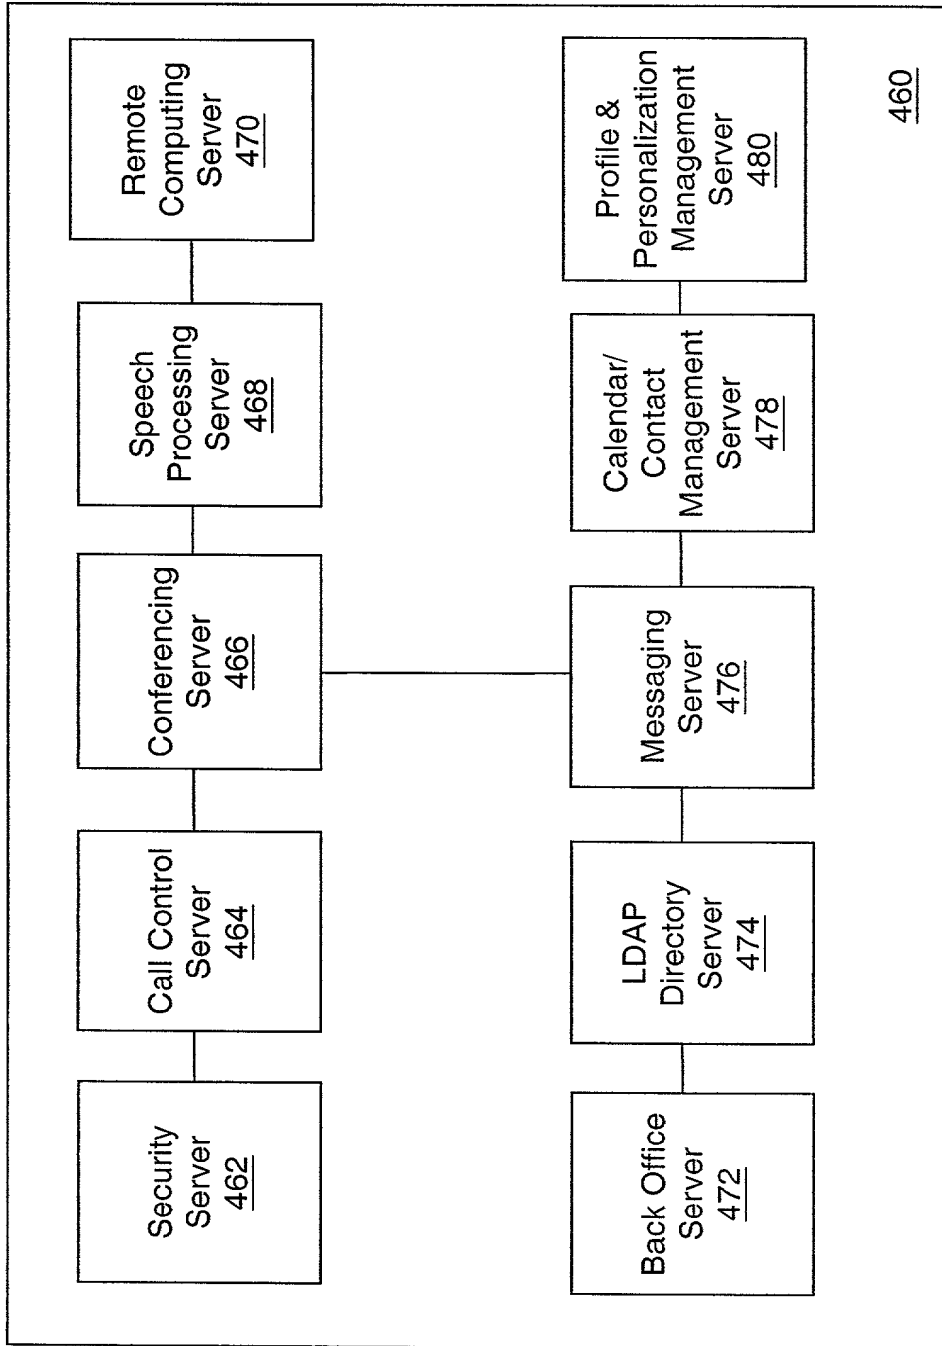 Security
Server
462
Call Control
Server
464
Conferencing
Server
466
Speech
Processing
Server
468
Remote
Computing
Server
470
Back Office
Server
472
LDAP
Directory
Server
474
Messaging
Server
476
Calendar/
Contact
Management
Server
478
Profile &
Personalization
Management
Server
480
460